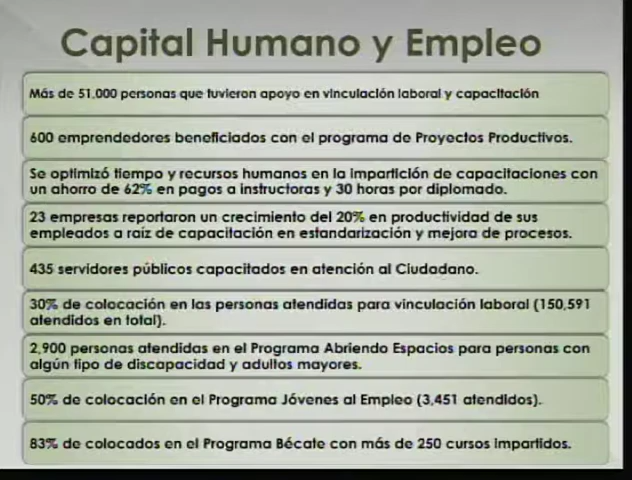 Capital Humano y Empleo
Más de 51,000 personas que tuvieron apoyo en vinculación laboral y capacitación
600 emprendedores beneficiados con el programa de Proyectos Productivos.
Se optimizó tiempo y recursos humanos en la impartición de capacitaciones con
un ahorro de 62% en pagos a instructoras y 30 horas por diplomado.
23 empresas reportaron un crecimiento del 20% en productividad de sus
empleados a raíz de capacitación en estandarización y mejora de procesos.
435 servidores públicos capacitados en atención al Ciudadano.
30% de colocación en las personas atendidas para vinculación laboral (150,591
atendidos en total).
2,900 personas atendidas en el Programa Abriendo Espacios para personas con
algún tipo de discapacidad y adultos mayores.
50% de colocación en el Programa Jóvenes al Empleo (3,451 atendidos).
83% de colocados en el Programa Bécate con más de 250 cursos impartidos.